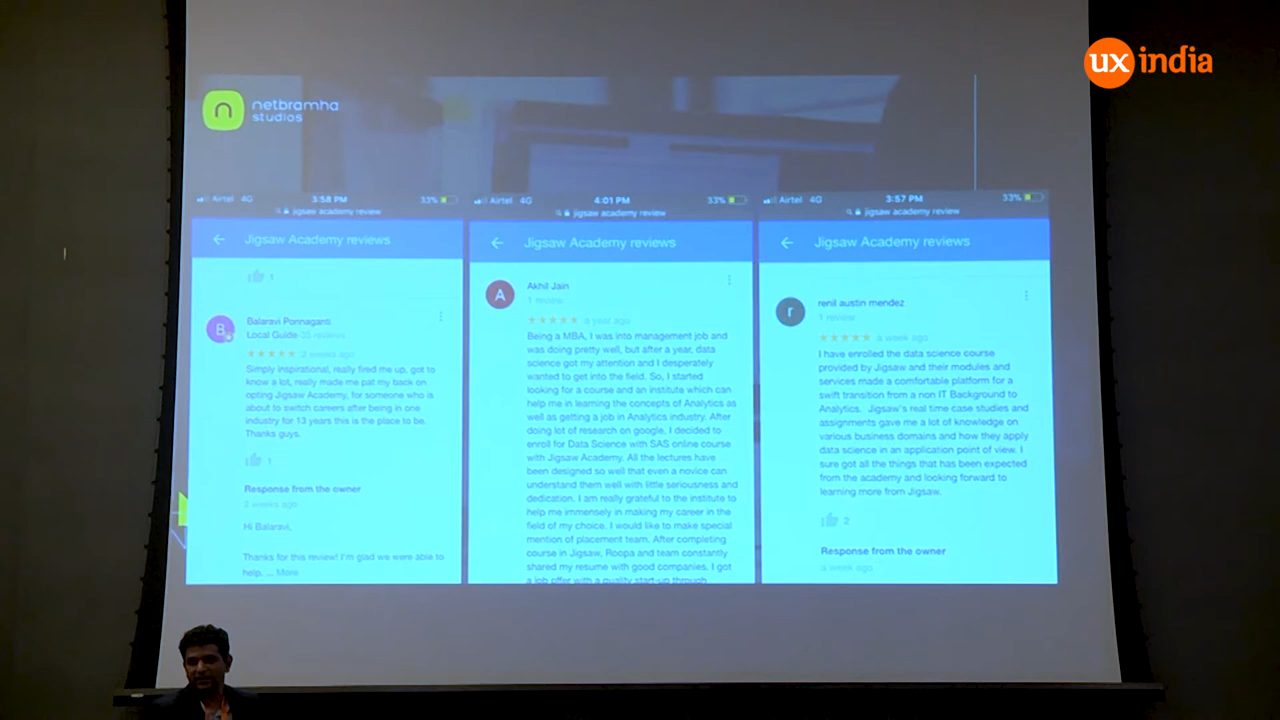 ux india
netbramha
studios
Airtel 4G
3:58 PM
33%
jigsaw academy review
Jigsaw Academy reviews
1
B
Balaravi Ponnaganti
Local Guide·23 reviews
2 weeks ago
Simply inspirational, really fired me up, got to
know a lot, really made me pat my back on
opting Jigsaw Academy, for someone who is
about to switch careers after being in one
industry for 13 years this is the place to be.
Thanks guys.
1
Response from the owner
2 weeks ago
Hi Balaravi,
Thanks for this review! I'm glad we were able to
help. ... More
Airtel 4G
4:01 PM
33%
jigsaw academy review
Jigsaw Academy reviews
A
Akhil Jain
1 review
a year ago
Being a MBA, I was into management job and
was doing pretty well, but after a year, data
science got my attention and I desperately
wanted to get into the field. So, I started
looking for a course and an institute which can
help me in learning the concepts of Analytics as
well as getting a job in Analytics industry. After
doing lot of research on google, I decided to
enroll for Data Science with SAS online course
with Jigsaw Academy. All the lectures have
been designed so well that even a novice can
understand them well with little seriousness and
dedication. I am really grateful to the institute to
help me immensely in making my career in the
field of my choice. I would like to make special
mention of placement team. After completing
course in Jigsaw, Roopa and team constantly
shared my resume with good companies. I got
a job offer with a quality start-up through
Airtel 4G
3:57 PM
33%
jigsaw academy review
Jigsaw Academy reviews
r
renil austin mendez
1 review
a week ago
I have enrolled the data science course
provided by Jigsaw and their modules and
services made a comfortable platform for a
swift transition from a non IT Background to
Analytics. Jigsaw's real time case studies and
assignments gave me a lot of knowledge on
various business domains and how they apply
data science in an application point of view. I
sure got all the things that has been expected
from the academy and looking forward to
learning more from Jigsaw.
2
Response from the owner
a week ago